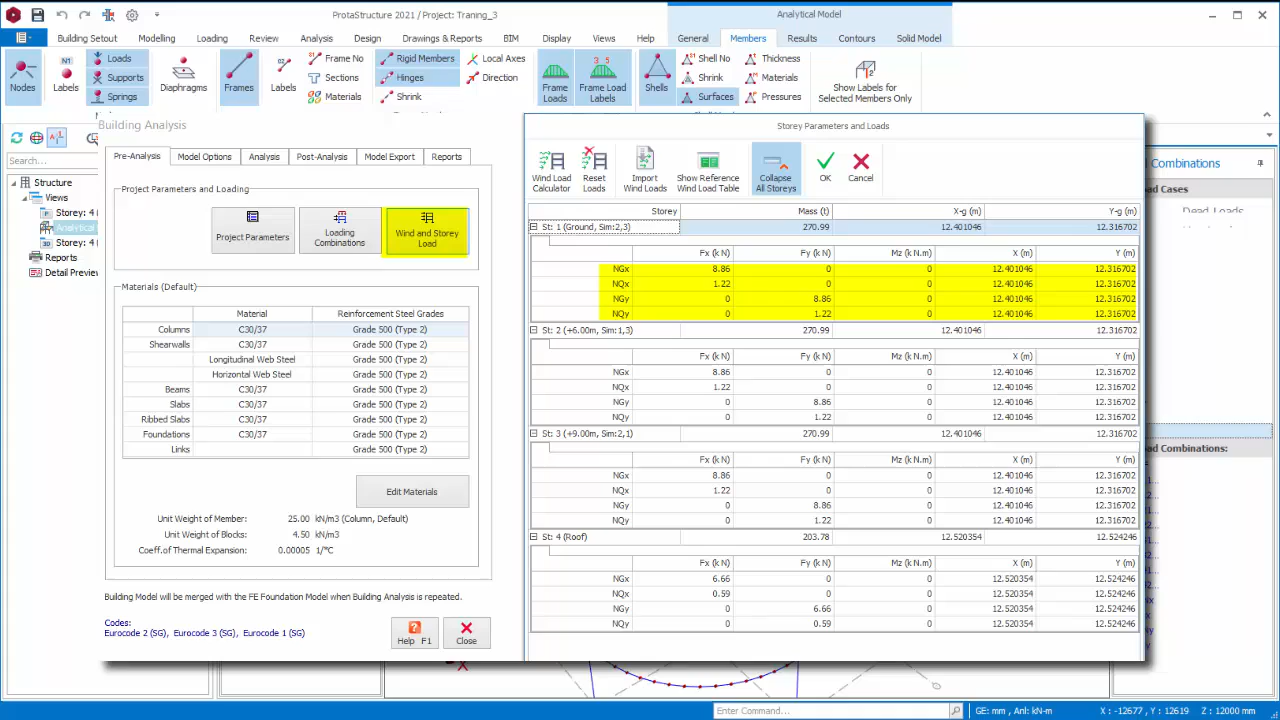 ProtaStructure 2021 / Project: Traning_3
Analytical Model
Building Setout Modelling Loading Review Analysis Design Drawings & Reports BIM Display Views Help General Members Results Contours Solid Model
Nodes
N1
Labels
Loads
Supports
Springs
Diaphragms
Frames
02
Labels
Frame No
Sections
Materials
Rigid Members
Hinges
Shrink
Local Axes
Direction
Frame Loads
3 5
Frame Load Labels
Shells
Shell No
Shrink
Surfaces
Thickness
Materials
Pressures
Show Labels for
Selected Members Only
Search...
Structure
Views
Storey: 4
Analytical
Storey: 4
Reports
Detail Preview
Building Analysis
Pre-Analysis Model Options Analysis Post-Analysis Model Export Reports
Project Parameters and Loading
Project Parameters
Loading
Combinations
Wind and Storey
Load
Materials (Default)
Material Reinforcement Steel Grades
Columns C30/37 Grade 500 (Type 2)
Shearwalls C30/37 Grade 500 (Type 2)
Longitudinal Web Steel Grade 500 (Type 2)
Horizontal Web Steel Grade 500 (Type 2)
Beams C30/37 Grade 500 (Type 2)
Slabs C30/37 Grade 500 (Type 2)
Ribbed Slabs C30/37 Grade 500 (Type 2)
Foundations C30/37 Grade 500 (Type 2)
Links Grade 500 (Type 2)
Edit Materials
Unit Weight of Member: 25.00 kN/m3 (Column, Default)
Unit Weight of Blocks: 4.50 kN/m3
Coeff.of Thermal Expansion: 0.00005 1/°C
Building Model will be merged with the FE Foundation Model when Building Analysis is repeated.
Codes:
Eurocode 2 (SG), Eurocode 3 (SG), Eurocode 1 (SG)
Help F1
Close
Storey Parameters and Loads
Wind Load
Calculator
Reset
Loads
Import
Wind Loads
Show Reference
Wind Load Table
Collapse
All Storeys
OK
Cancel
Storey Mass (t) X-g (m) Y-g (m)
St: 1 (Ground, Sim:2,3) 270.99 12.401046 12.316702
Fx (kN) Fy (kN) Mz (kN.m) X (m) Y (m)
NGx 8.86 0 0 12.401046 12.316702
NQx 1.22 0 0 12.401046 12.316702
NGy 0 8.86 0 12.401046 12.316702
NQy 0 1.22 0 12.401046 12.316702
St: 2 (+6.00m, Sim:1,3) 270.99 12.401046 12.316702
Fx (kN) Fy (kN) Mz (kN.m) X (m) Y (m)
NGx 8.86 0 0 12.401046 12.316702
NQx 1.22 0 0 12.401046 12.316702
NGy 0 8.86 0 12.401046 12.316702
NQy 0 1.22 0 12.401046 12.316702
St: 3 (+9.00m, Sim:2,1) 270.99 12.401046 12.316702
Fx (kN) Fy (kN) Mz (kN.m) X (m) Y (m)
NGx 8.86 0 0 12.401046 12.316702
NQx 1.22 0 0 12.401046 12.316702
NGy 0 8.86 0 12.401046 12.316702
NQy 0 1.22 0 12.401046 12.316702
St: 4 (Roof) 203.78 12.520354 12.524246
Fx (kN) Fy (kN) Mz (kN.m) X (m) Y (m)
NGx 6.66 0 0 12.520354 12.524246
NQx 0.59 0 0 12.520354 12.524246
NGy 0 6.66 0 12.520354 12.524246
NQy 0 0.59 0 12.520354 12.524246
Combinations
ad Cases
Dead Loads
ad Combinations:
X
Enter Command...
GE: mm, Anl: kN-m
X : -12677, Y : 12619
Z : 12000 mm